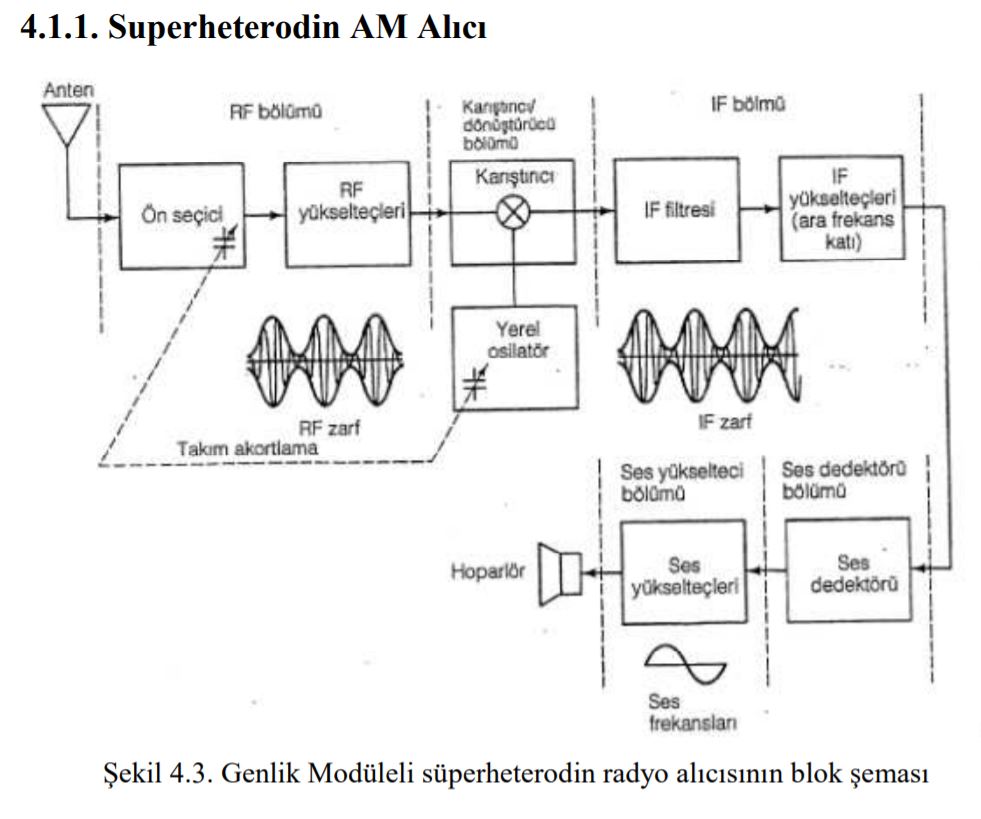 4.1.1. Superheterodin AM Alıcı
Anten
RF bölümü
Karıştırıcı/
dönüştürücü
bölümü
IF bölmü
Ön seçici
RF
yükselteçleri
Karıştırıcı
IF filtresi
IF
yükselteçleri
(ara frekans
katı)
Yerel
osilatör
RF zarf
IF zarf
Takım akortlama
Ses yükselteci
bölümü
Ses dedektörü
bölümü
Hoparlör
Ses
yükselteçleri
Ses
dedektörü
Ses
frekansları
Şekil 4.3. Genlik Modüleli süperheterodin radyo alıcısının blok şeması